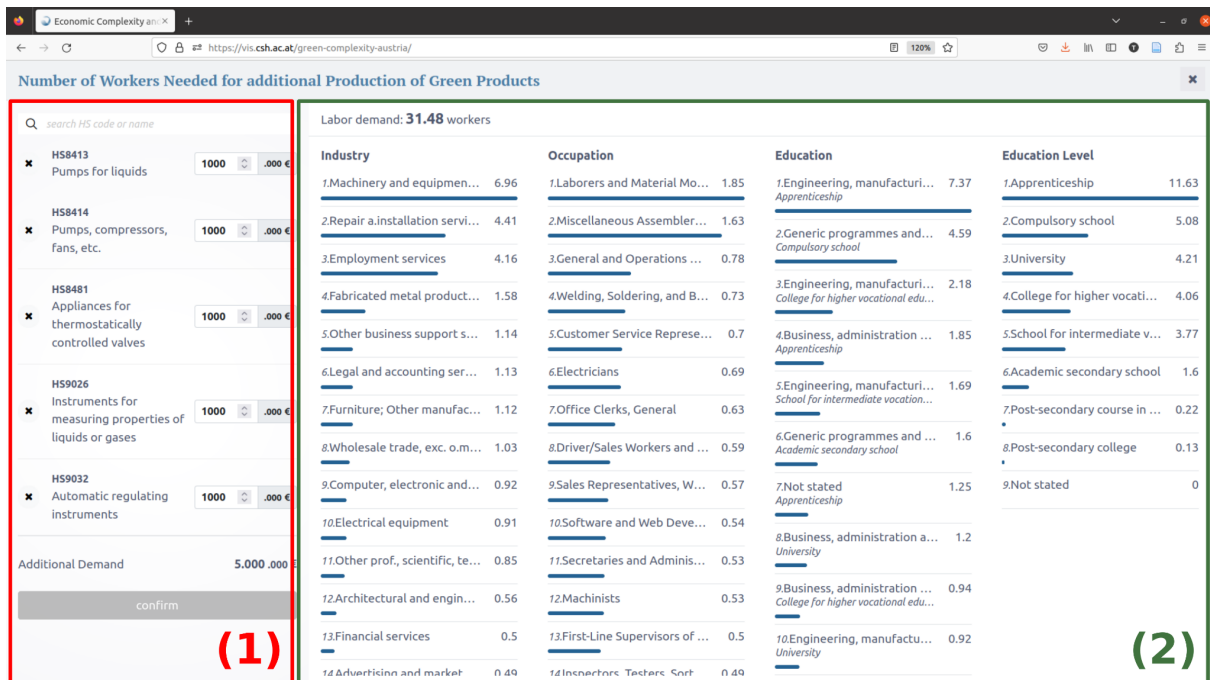 Economic Complexity an
https://vis.csh.ac.at/green-complexity-austria/
120%
Number of Workers Needed for additional Production of Green Products
search HS code or name
HS8413
Pumps for liquids
1000 .000 €
HS8414
Pumps, compressors,
fans, etc.
1000 .000 €
HS8481
Appliances for
thermostatically
controlled valves
1000 .000 €
HS9026
Instruments for
measuring properties of
liquids or gases
1000 .000 €
HS9032
Automatic regulating
instruments
1000 .000 €
Additional Demand 5.000 .000 €
confirm
(1)
Labor demand: 31.48 workers
Industry
1.Machinery and equipmen... 6.96
2.Repair a.installation servi... 4.41
3.Employment services 4.16
4.Fabricated metal product... 1.58
5.Other business support s... 1.14
6.Legal and accounting ser... 1.13
7.Furniture; Other manufac... 1.12
8.Wholesale trade, exc. o.m... 1.03
9.Computer, electronic and... 0.92
10.Electrical equipment 0.91
11.Other prof., scientific, te... 0.85
12.Architectural and engin... 0.56
13.Financial services 0.5
14.Advertising and market 0.49
Occupation
1.Laborers and Material Mo... 1.85
2.Miscellaneous Assembler... 1.63
3.General and Operations ... 0.78
4.Welding, Soldering, and B... 0.73
5.Customer Service Represe... 0.7
6.Electricians 0.69
7.Office Clerks, General 0.63
8.Driver/Sales Workers and ... 0.59
9.Sales Representatives, W... 0.57
10.Software and Web Deve... 0.54
11.Secretaries and Adminis... 0.53
12.Machinists 0.53
13.First-Line Supervisors of ... 0.5
14.Inspectors, Testers, Sort 0.49
Education
1.Engineering, manufacturi... 7.37
Apprenticeship
2.Generic programmes and... 4.59
Compulsory school
3.Engineering, manufacturi... 2.18
College for higher vocational edu...
4.Business, administration ... 1.85
Apprenticeship
5.Engineering, manufacturi... 1.69
School for intermediate vocation...
6.Generic programmes and ... 1.6
Academic secondary school
7.Not stated 1.25
Apprenticeship
8.Business, administration a... 1.2
University
9.Business, administration ... 0.94
College for higher vocational edu...
10.Engineering, manufactu... 0.92
University
Education Level
1.Apprenticeship 11.63
2.Compulsory school 5.08
3.University 4.21
4.College for higher vocati... 4.06
5.School for intermediate v... 3.77
6.Academic secondary school 1.6
7.Post-secondary course in ... 0.22
8.Post-secondary college 0.13
9.Not stated 0
(2)